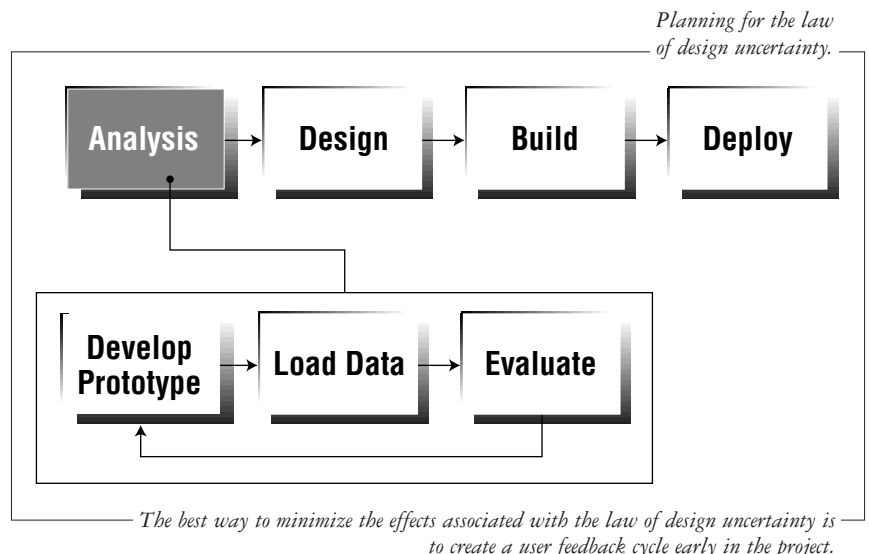 Planning for the law
of design uncertainty.
Analysis
Design
Build
Deploy
Develop
Prototype
Load Data
Evaluate
The best way to minimize the effects associated with the law of design uncertainty is
to create a user feedback cycle early in the project.